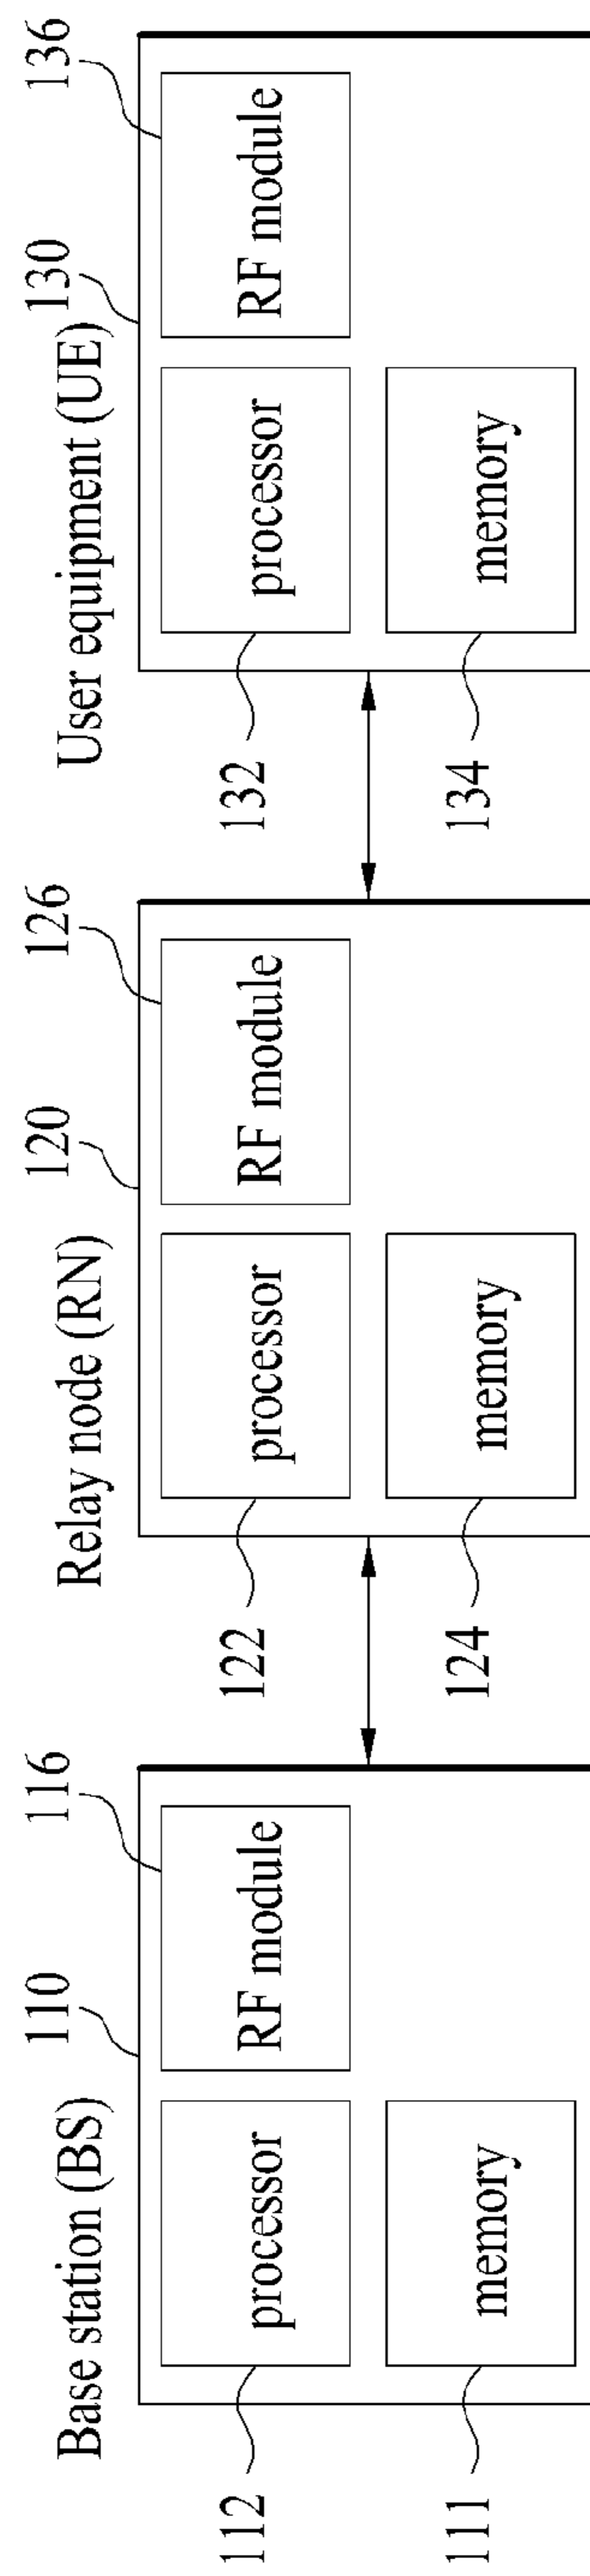 Base station (BS)
110
116
112
processor
RF module
111
memory
Relay node (RN)
120
126
122
processor
RF module
124
memory
User equipment (UE)
130
136
132
processor
RF module
134
memory